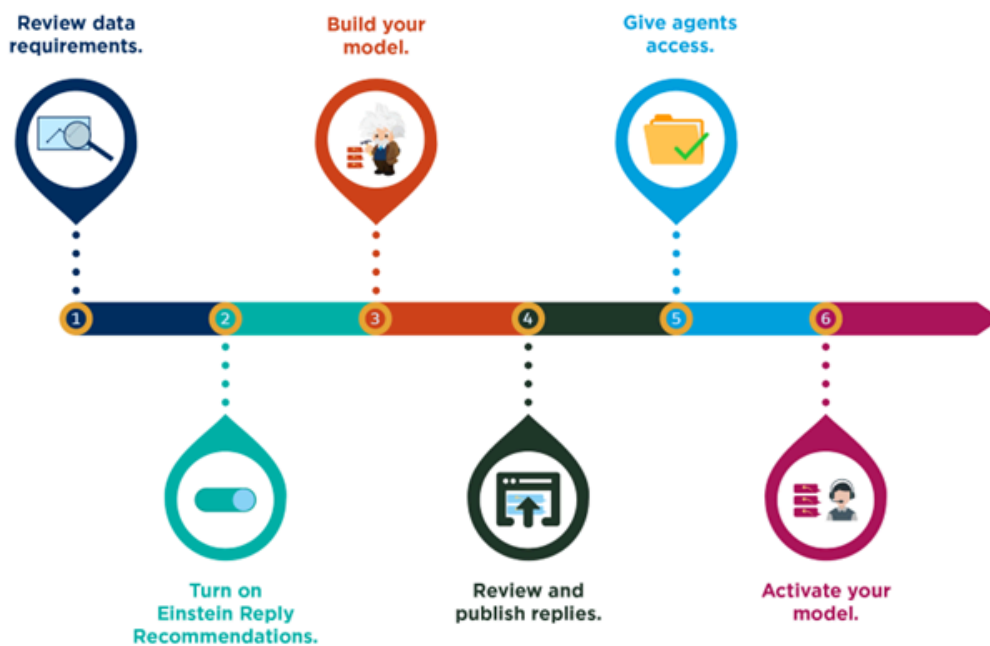 Review data
requirements.
Build your
model.
Give agents
access.
1
2
3
4
5
6
Turn on
Einstein Reply
Recommendations.
Review and
publish replies.
Activate your
model.